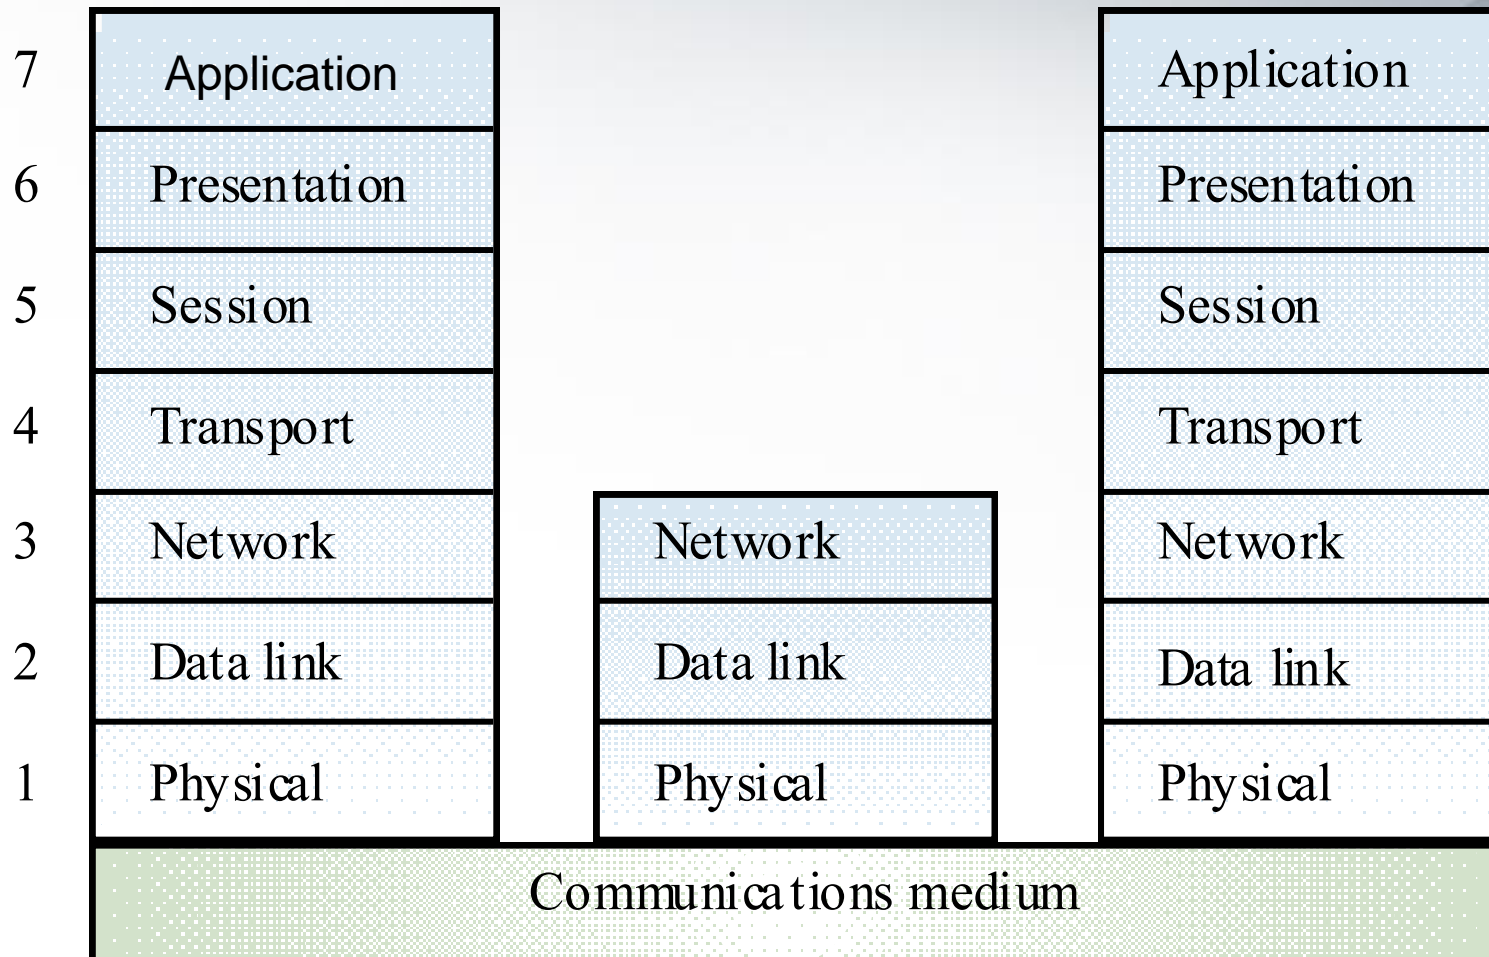 7 Application Application
6 Presentation Presentation
5 Session Session
4 Transport Transport
3 Network Network Network
2 Data link Data link Data link
1 Physical Physical Physical
Communications medium